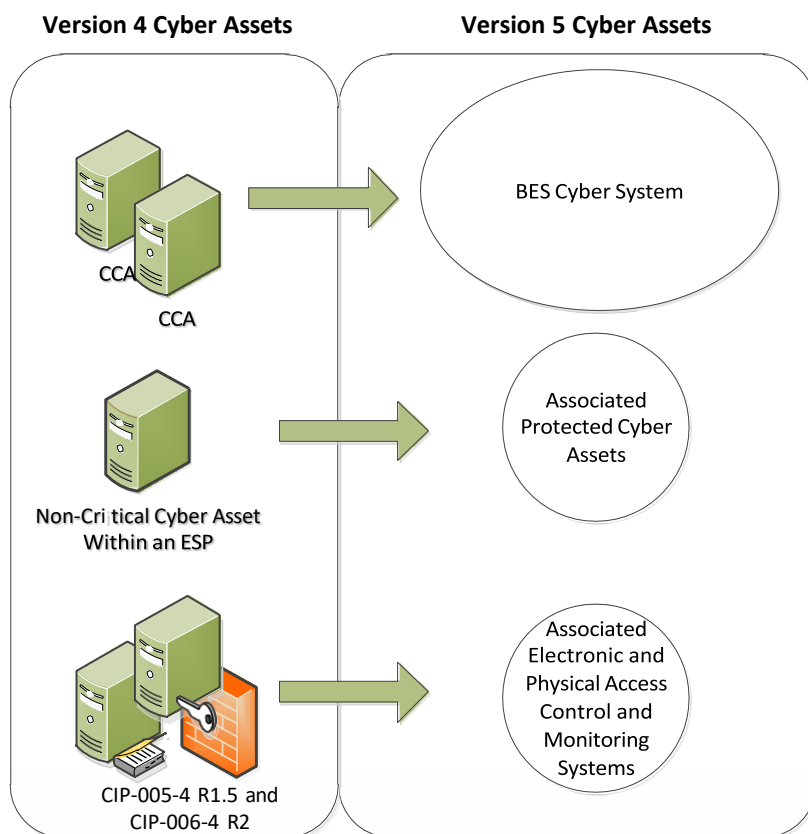 Version 4 Cyber Assets
Version 5 Cyber Assets
CCA
CCA
BES Cyber System
Non-Critical Cyber Asset
Within an ESP
Associated
Protected Cyber
Assets
CIP-005-4 R1.5 and
CIP-006-4 R2
Associated
Electronic and
Physical Access
Control and
Monitoring
Systems